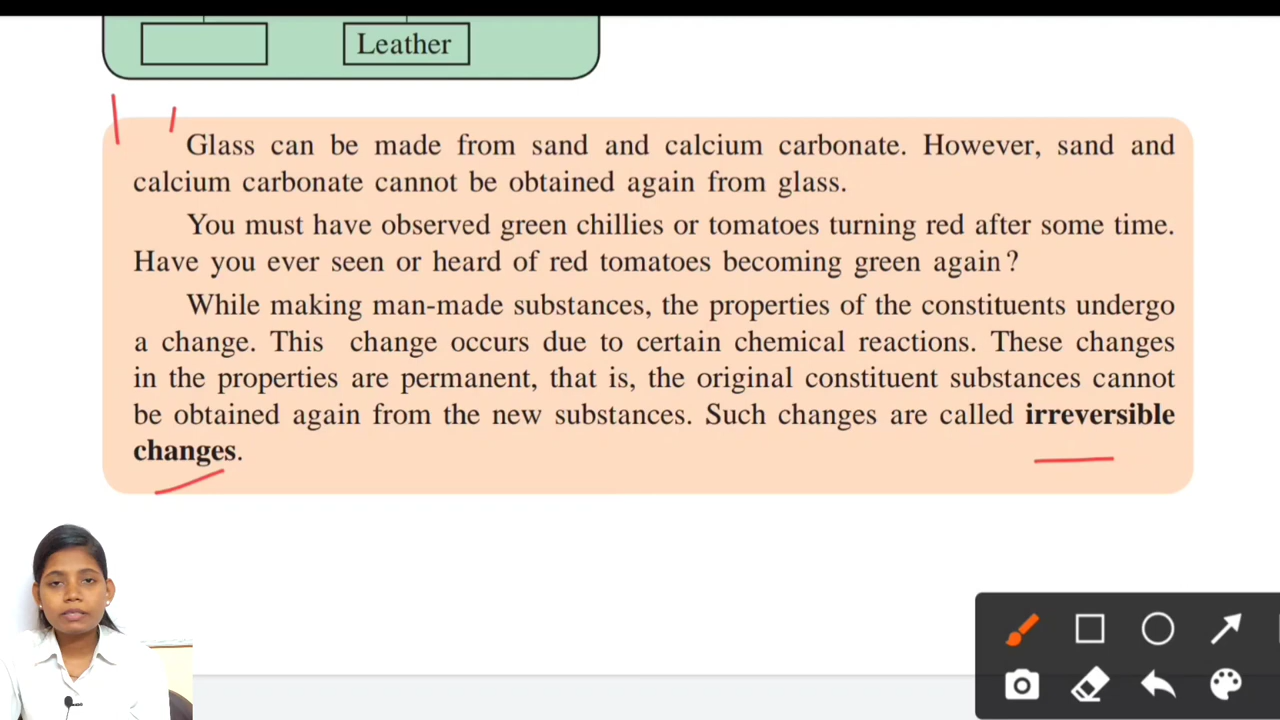 Leather
Glass can be made from sand and calcium carbonate. However, sand and
calcium carbonate cannot be obtained again from glass.
You must have observed green chillies or tomatoes turning red after some time.
Have you ever seen or heard of red tomatoes becoming green again?
While making man-made substances, the properties of the constituents undergo
a change. This change occurs due to certain chemical reactions. These changes
in the properties are permanent, that is, the original constituent substances cannot
be obtained again from the new substances. Such changes are called irreversible
changes.